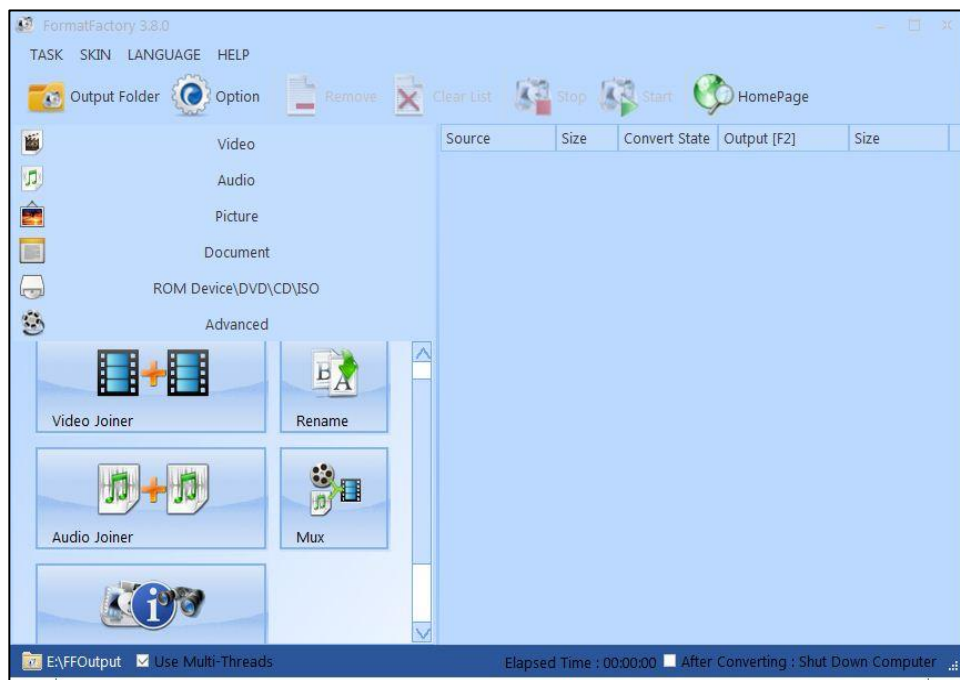 FormatFactory 3.8.0
TASK SKIN LANGUAGE HELP
Output Folder Option Remove Clear List Stop Start HomePage
Video
Audio
Picture
Document
ROM Device\DVD\CD\ISO
Advanced
Source Size Convert State Output [F2] Size
Video Joiner Rename
Audio Joiner Mux
E:\FFOutput Use Multi-Threads Elapsed Time : 00:00:00 After Converting : Shut Down Computer